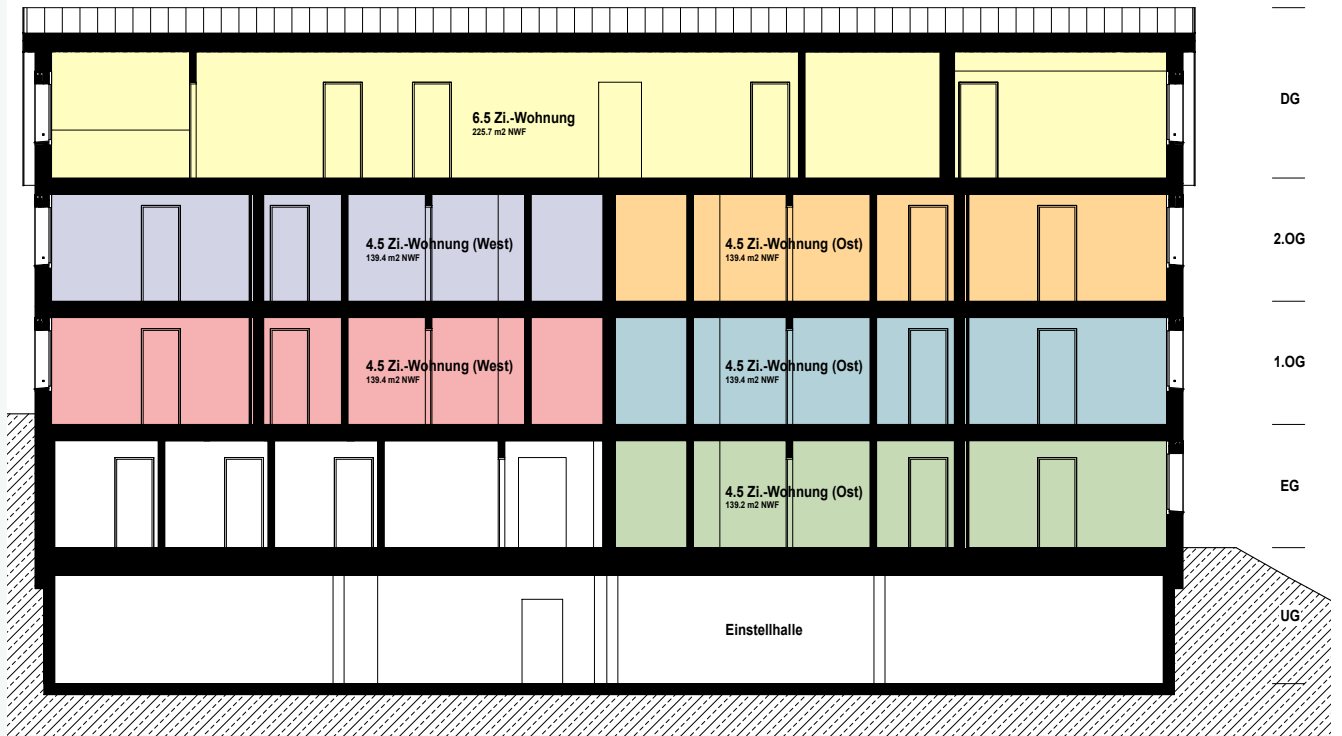 DG
6.5 Zi.-Wohnung
225.7 m2 NWF
4.5 Zi.-Wohnung (West)
139.4 m2 NWF
4.5 Zi.-Wohnung (Ost)
139.4 m2 NWF
2.OG
4.5 Zi.-Wohnung (West)
139.4 m2 NWF
4.5 Zi.-Wohnung (Ost)
139.4 m2 NWF
1.OG
4.5 Zi.-Wohnung (Ost)
139.2 m2 NWF
EG
Einstellhalle
UG